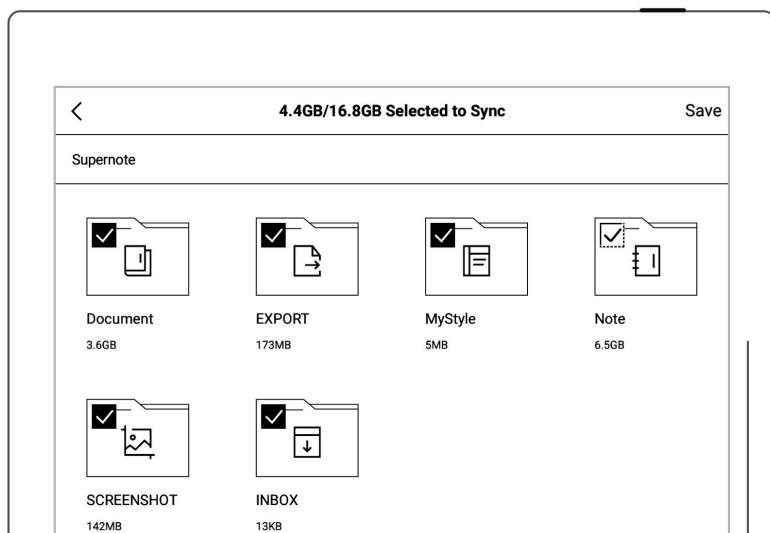 4.4GB/16.8GB Selected to Sync
Save
Supernote
Document
3.6GB
EXPORT
173MB
MyStyle
5MB
Note
6.5GB
SCREENSHOT
142MB
INBOX
13KB